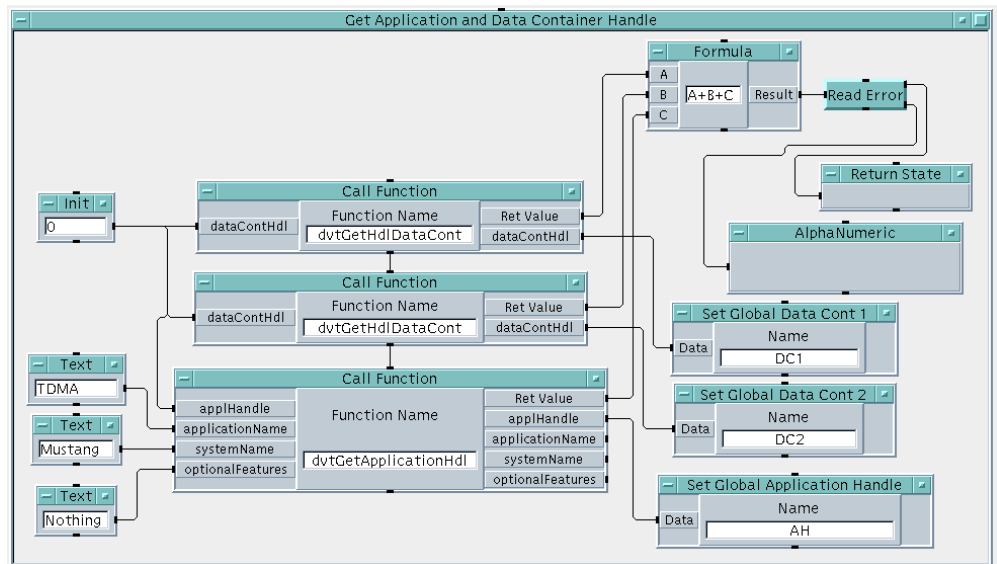 Get Application and Data Container Handle
Formula
A
B
C
A+B+C
Result
Read Error
Return State
AlphaNumeric
Init
0
Call Function
dataContHdl
Function Name
dvtGetHdlDataCont
Ret Value
dataContHdl
Call Function
dataContHdl
Function Name
dvtGetHdlDataCont
Ret Value
dataContHdl
Set Global Data Cont 1
Name
Data
DC1
Text
TDMA
Text
Mustang
Text
Nothing
Call Function
applHandle
applicationName
systemName
optionalFeatures
Function Name
dvtGetApplicationHdl
Ret Value
applHandle
applicationName
systemName
optionalFeatures
Set Global Data Cont 2
Name
Data
DC2
Set Global Application Handle
Name
Data
AH